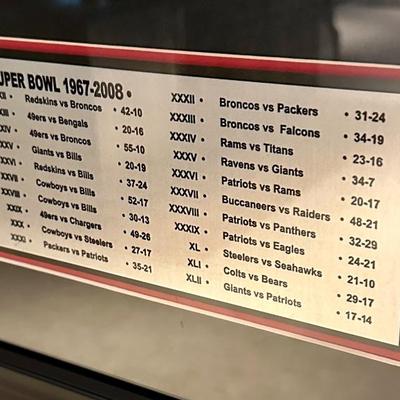 UPER BOWL 1967-2008 •
XII • Redskins vs Broncos • 42-10
XIII • 49ers vs Bengals • 20-16
XIV • 49ers vs Broncos • 55-10
XXV • Giants vs Bills • 20-19
XXVI • Redskins vs Bills • 37-24
XXVII • Cowboys vs Bills • 52-17
XXVIII • Cowboys vs Bills • 30-13
XXIX • 49ers vs Chargers • 49-26
XXX • Cowboys vs Steelers • 27-17
XXXI • Packers vs Patriots • 35-21
XXXII • Broncos vs Packers • 31-24
XXXIII • Broncos vs Falcons • 34-19
XXXIV • Rams vs Titans • 23-16
XXXV • Ravens vs Giants • 34-7
XXXVI • Patriots vs Rams • 20-17
XXXVII • Buccaneers vs Raiders • 48-21
XXXVIII • Patriots vs Panthers • 32-29
XXXIX • Patriots vs Eagles • 24-21
XL • Steelers vs Seahawks • 21-10
XLI • Colts vs Bears • 29-17
XLII • Giants vs Patriots • 17-14